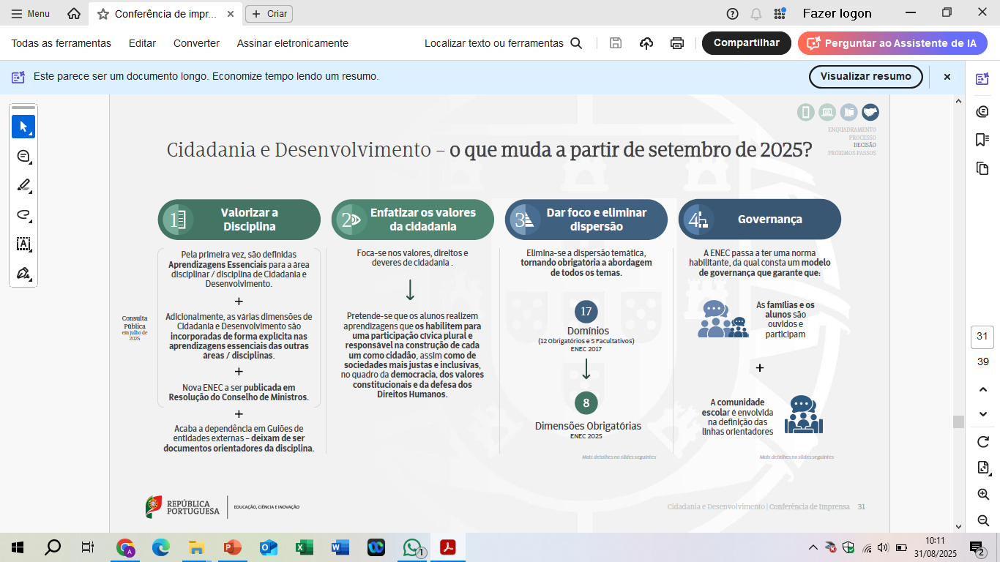 Menu
Conferência de impr...
Criar
Fazer logon
Todas as ferramentas
Editar
Converter
Assinar eletronicamente
Localizar texto ou ferramentas
Compartilhar
Perguntar ao Assistente de IA
Este parece ser um documento longo. Economize tempo lendo um resumo.
Visualizar resumo
ENQUADRAMENTO
PROCESSO
DECISÃO
PRÓXIMOS PASSOS
Cidadania e Desenvolvimento – o que muda a partir de setembro de 2025?
1
Valorizar a
Disciplina
Consulta
Pública
em julho de
2025
Pela primeira vez, são definidas
Aprendizagens Essenciais para a área
disciplinar / disciplina de Cidadania e
Desenvolvimento.
+
Adicionalmente, as várias dimensões de
Cidadania e Desenvolvimento são
incorporadas de forma explícita nas
aprendizagens essenciais das outras
áreas / disciplinas.
+
Nova ENEC a ser publicada em
Resolução do Conselho de Ministros.
+
Acaba a dependência em Guiões de
entidades externas – deixam de ser
documentos orientadores da disciplina.
2
Enfatizar os valores
da cidadania
Foca-se nos valores, direitos e
deveres de cidadania .
Pretende-se que os alunos realizem
aprendizagens que os habilitem para
uma participação cívica plural e
responsável na construção de cada
um como cidadão, assim como de
sociedades mais justas e inclusivas,
no quadro da democracia, dos valores
constitucionais e da defesa dos
Direitos Humanos.
3
Dar foco e eliminar
dispersão
Elimina-se a dispersão temática,
tornando obrigatória a abordagem
de todos os temas.
17
Domínios
(12 Obrigatórios e 5 Facultativos)
ENEC 2017
8
Dimensões Obrigatórias
ENEC 2025
Mais detalhes no slides seguintes
4
Governança
A ENEC passa a ter uma norma
habilitante, da qual consta um modelo
de governança que garante que:
As famílias e os
alunos são
ouvidos e
participam
+
A comunidade
escolar é envolvida
na definição das
linhas orientadores
Mais detalhes no slides seguintes
REPÚBLICA
PORTUGUESA
EDUCAÇÃO, CIÊNCIA E INOVAÇÃO
Cidadania e Desenvolvimento | Conferência de Imprensa 31
31
39
1
10:11
31/08/2025
2